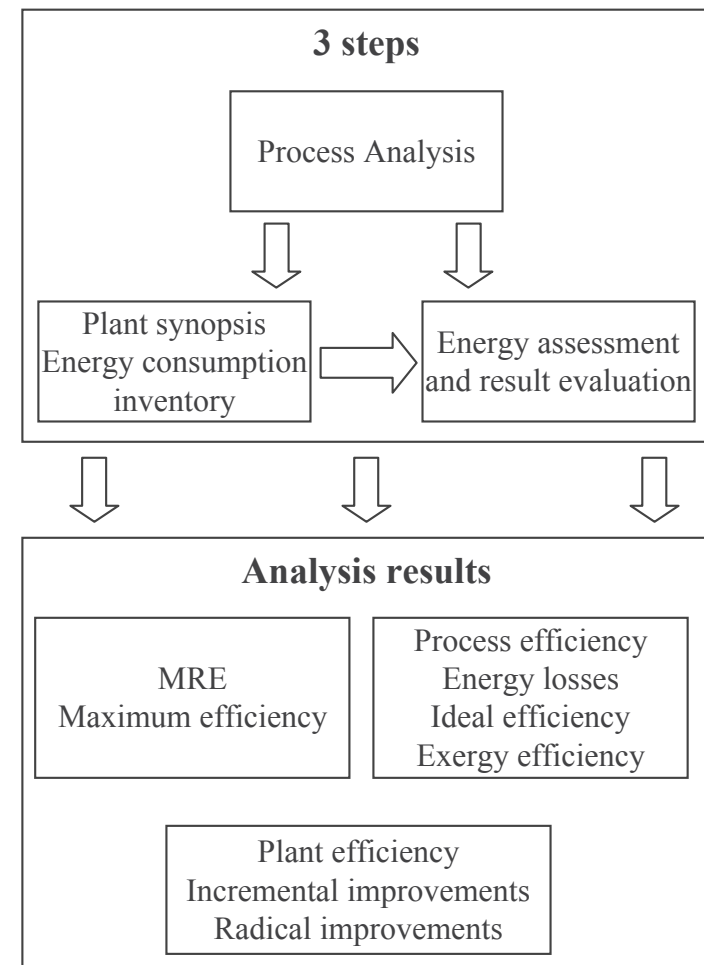 3 steps
Process Analysis
Plant synopsis
Energy consumption
inventory
Energy assessment
and result evaluation
Analysis results
MRE
Maximum efficiency
Process efficiency
Energy losses
Ideal efficiency
Exergy efficiency
Plant efficiency
Incremental improvements
Radical improvements